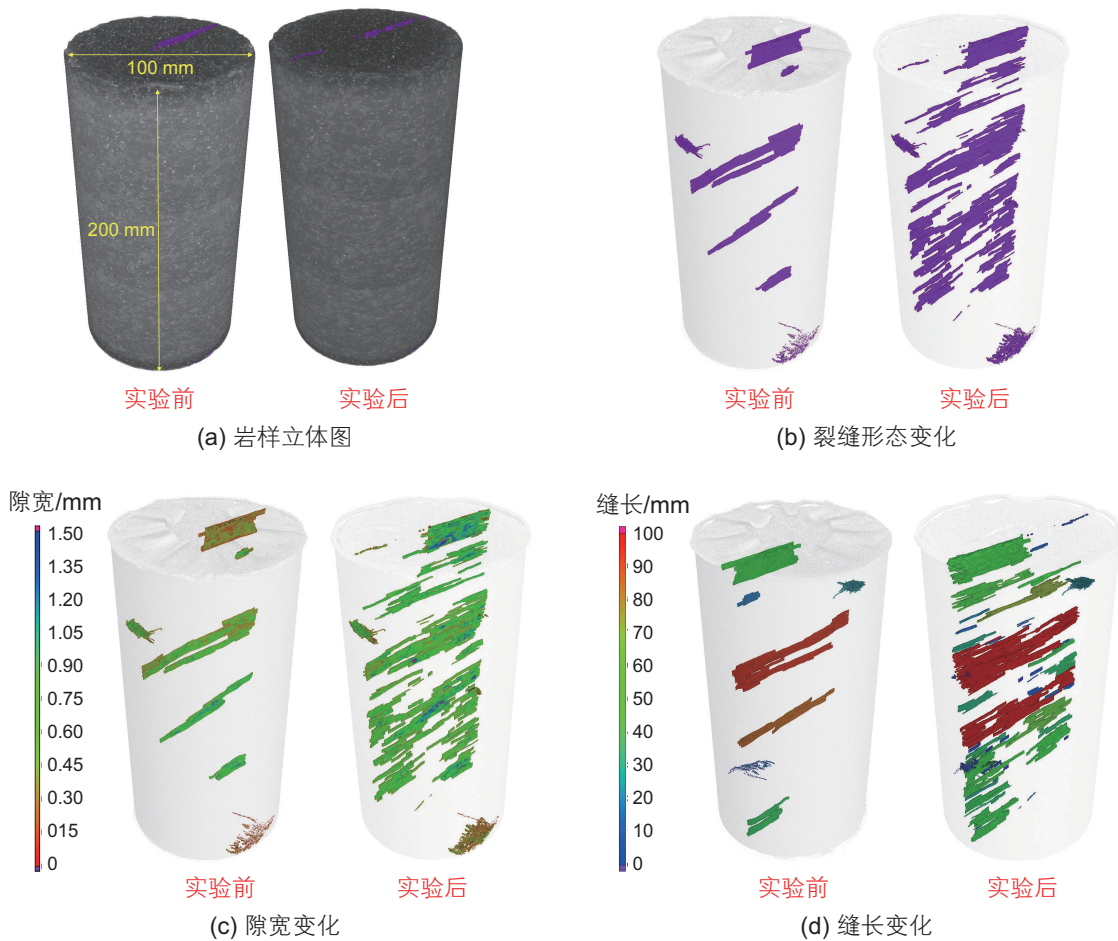 100 mm
200 mm
实验前
实验后
(a) 岩样立体图
实验前
实验后
(b) 裂缝形态变化
隙宽/mm
1.50
1.35
1.20
1.05
0.90
0.75
0.60
0.45
0.30
015
0
实验前
实验后
(c) 隙宽变化
缝长/mm
100
90
80
70
60
50
40
30
20
10
0
实验前
实验后
(d) 缝长变化